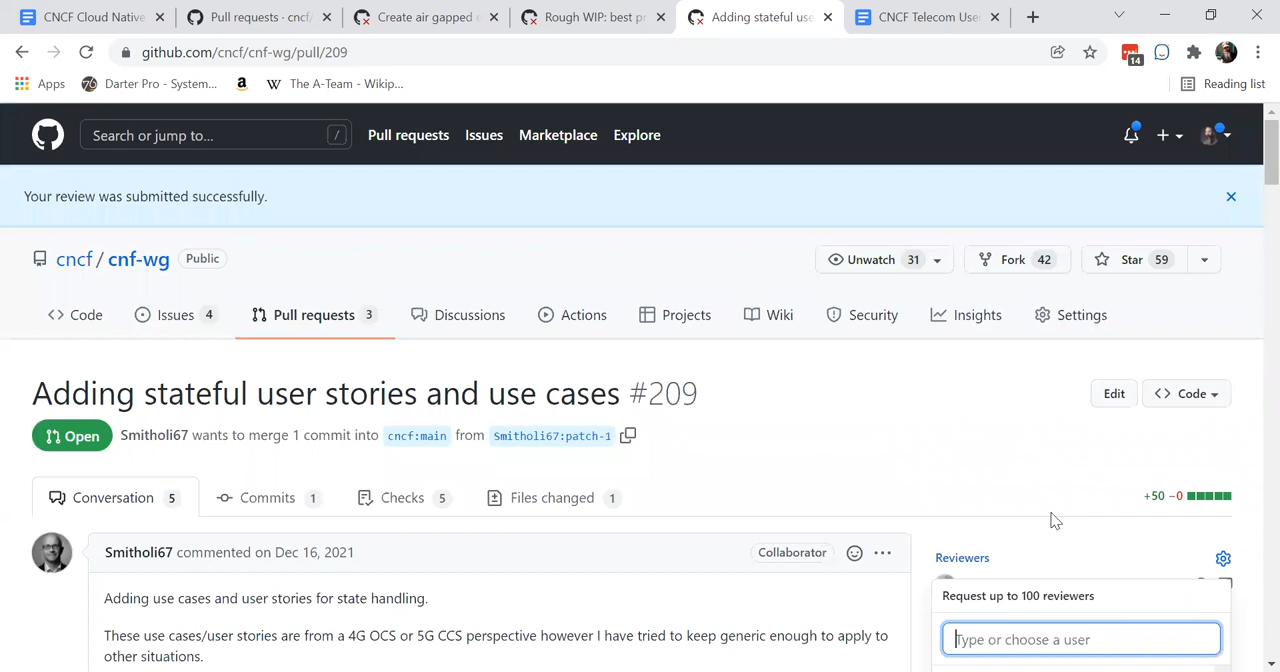 CNCF Cloud Native
Pull requests · cncf/
Create air gapped e
Rough WIP: best pr
Adding stateful use
CNCF Telecom User
github.com/cncf/cnf-wg/pull/209
14
Apps
Darter Pro - System...
a
W The A-Team - Wikip...
Reading list
Search or jump to...
/
Pull requests
Issues
Marketplace
Explore
Your review was submitted successfully.
cncf / cnf-wg
Public
Unwatch 31
Fork 42
Star 59
Code
Issues 4
Pull requests 3
Discussions
Actions
Projects
Wiki
Security
Insights
Settings
Adding stateful user stories and use cases #209
Edit
Code
Open
Smitholi67 wants to merge 1 commit into cncf:main from Smitholi67:patch-1
Conversation 5
Commits 1
Checks 5
Files changed 1
+50 −0
Smitholi67 commented on Dec 16, 2021
Collaborator
Adding use cases and user stories for state handling.
These use cases/user stories are from a 4G OCS or 5G CCS perspective however I have tried to keep generic enough to apply to
other situations.
Reviewers
Request up to 100 reviewers
Type or choose a user